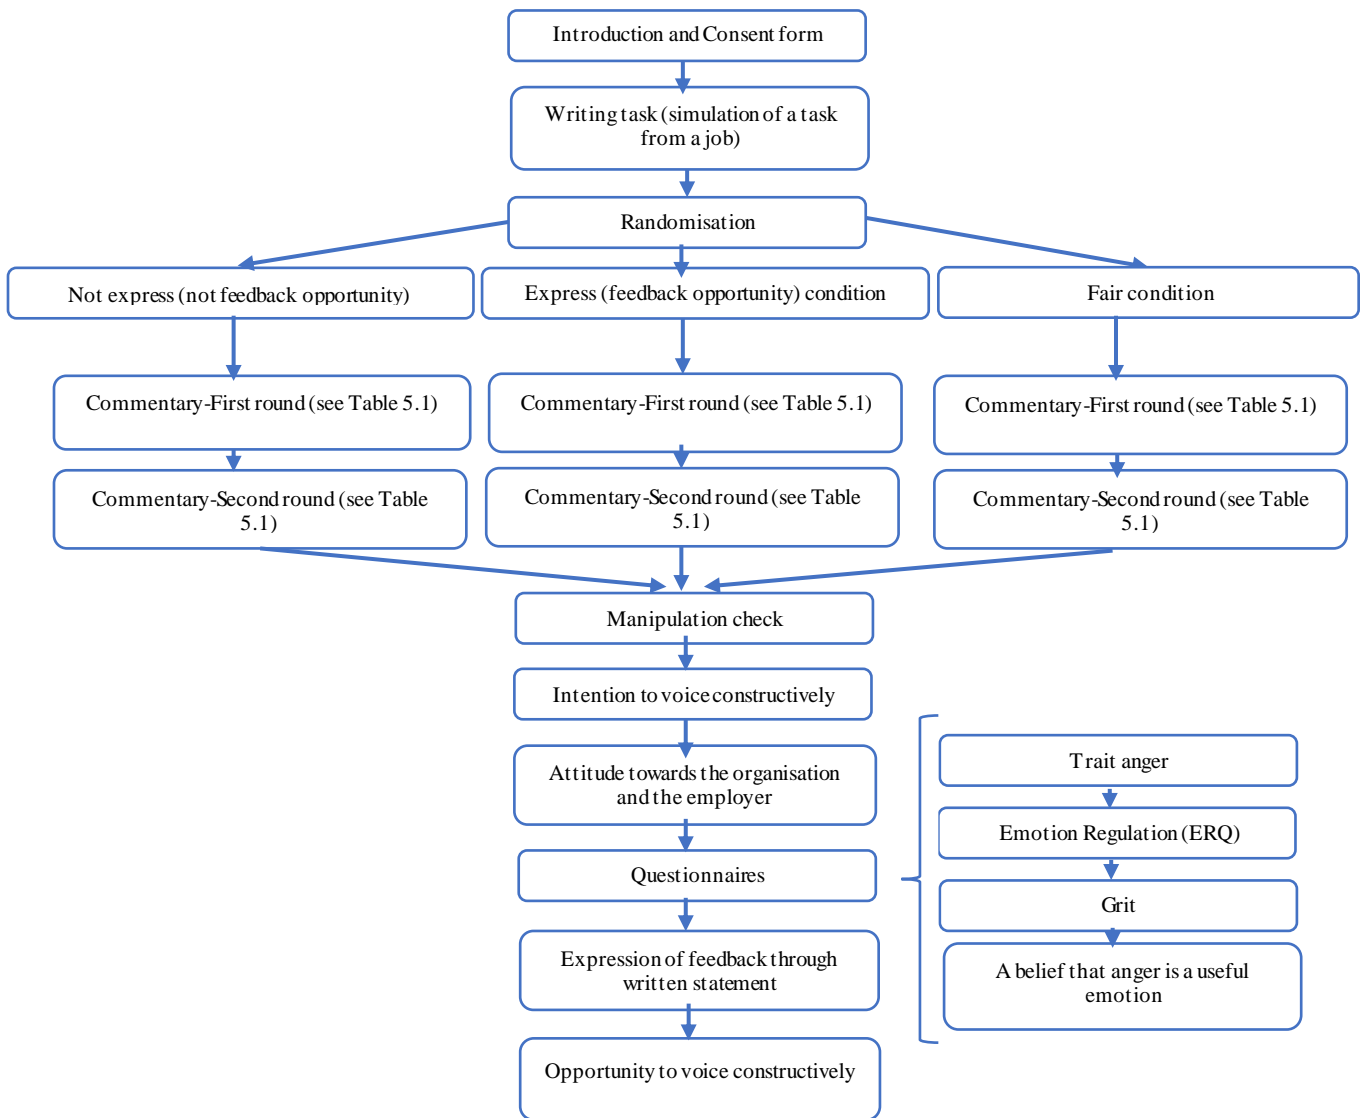 Introduction and Consent form
Writing task (simulation of a task
from a job)
Randomisation
Not express (not feedback opportunity)
Express (feedback opportunity) condition
Fair condition
Commentary-First round (see Table 5.1)
Commentary-First round (see Table 5.1)
Commentary-First round (see Table 5.1)
Commentary-Second round (see Table
5.1)
Commentary-Second round (see Table
5.1)
Commentary-Second round (see Table
5.1)
Manipulation check
Intention to voice constructively
Attitude towards the organisation
and the employer
Questionnaires
Trait anger
Emotion Regulation (ERQ)
Grit
A belief that anger is a useful
emotion
Expression of feedback through
written statement
Opportunity to voice constructively